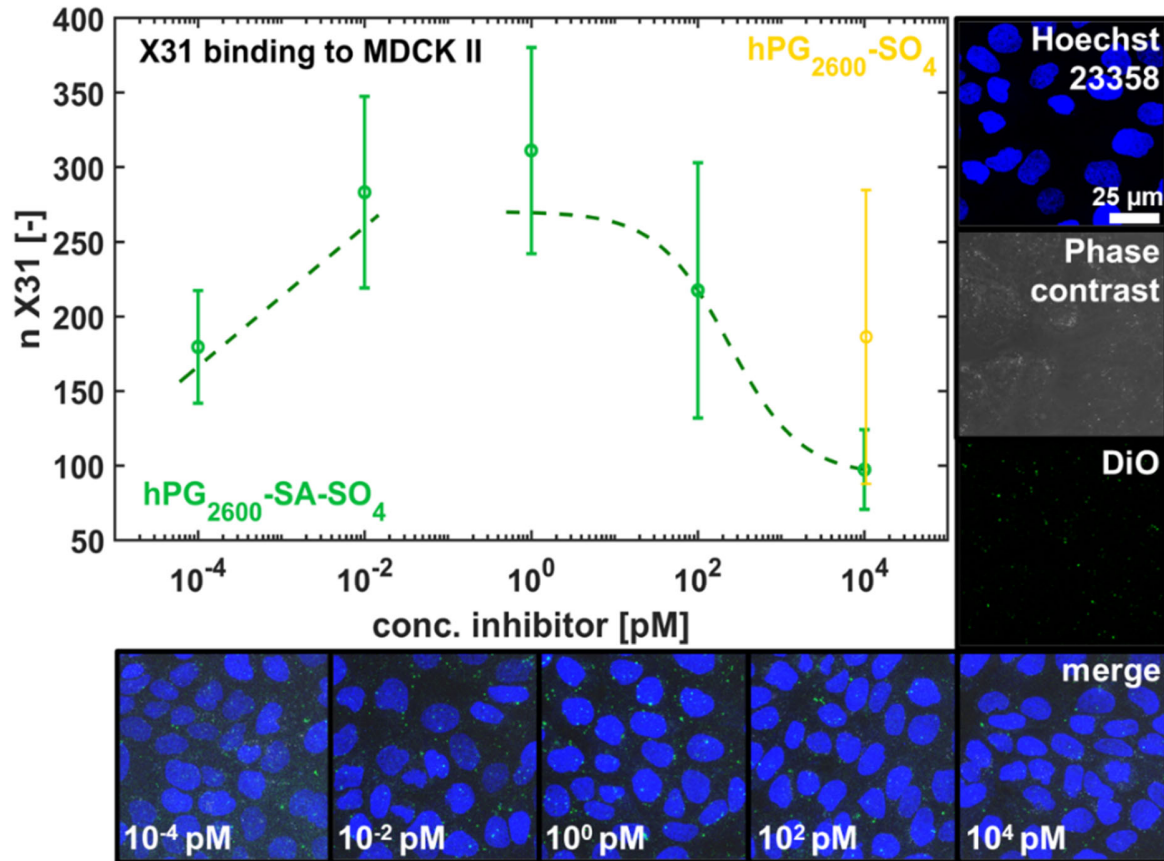 X31 binding to MDCK II
hPG2600-SO4
400
350
300
250
200
150
100
50
n X31 [-]
hPG2600-SA-SO4
10-4
10-2
100
102
104
conc. inhibitor [pM]
Hoechst
23358
25 µm
Phase
contrast
DiO
merge
10-4 pM
10-2 pM
100 pM
102 pM
104 pM